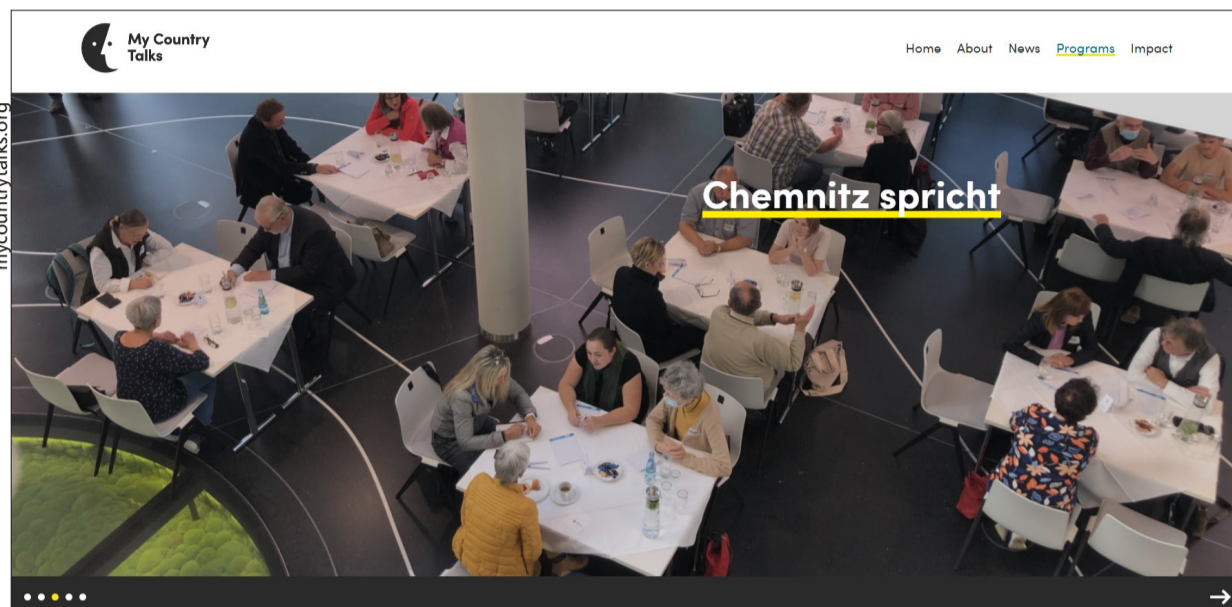 My Country
Talks
Home About News Programs Impact
mycountrytalks.org
Chemnitz spricht